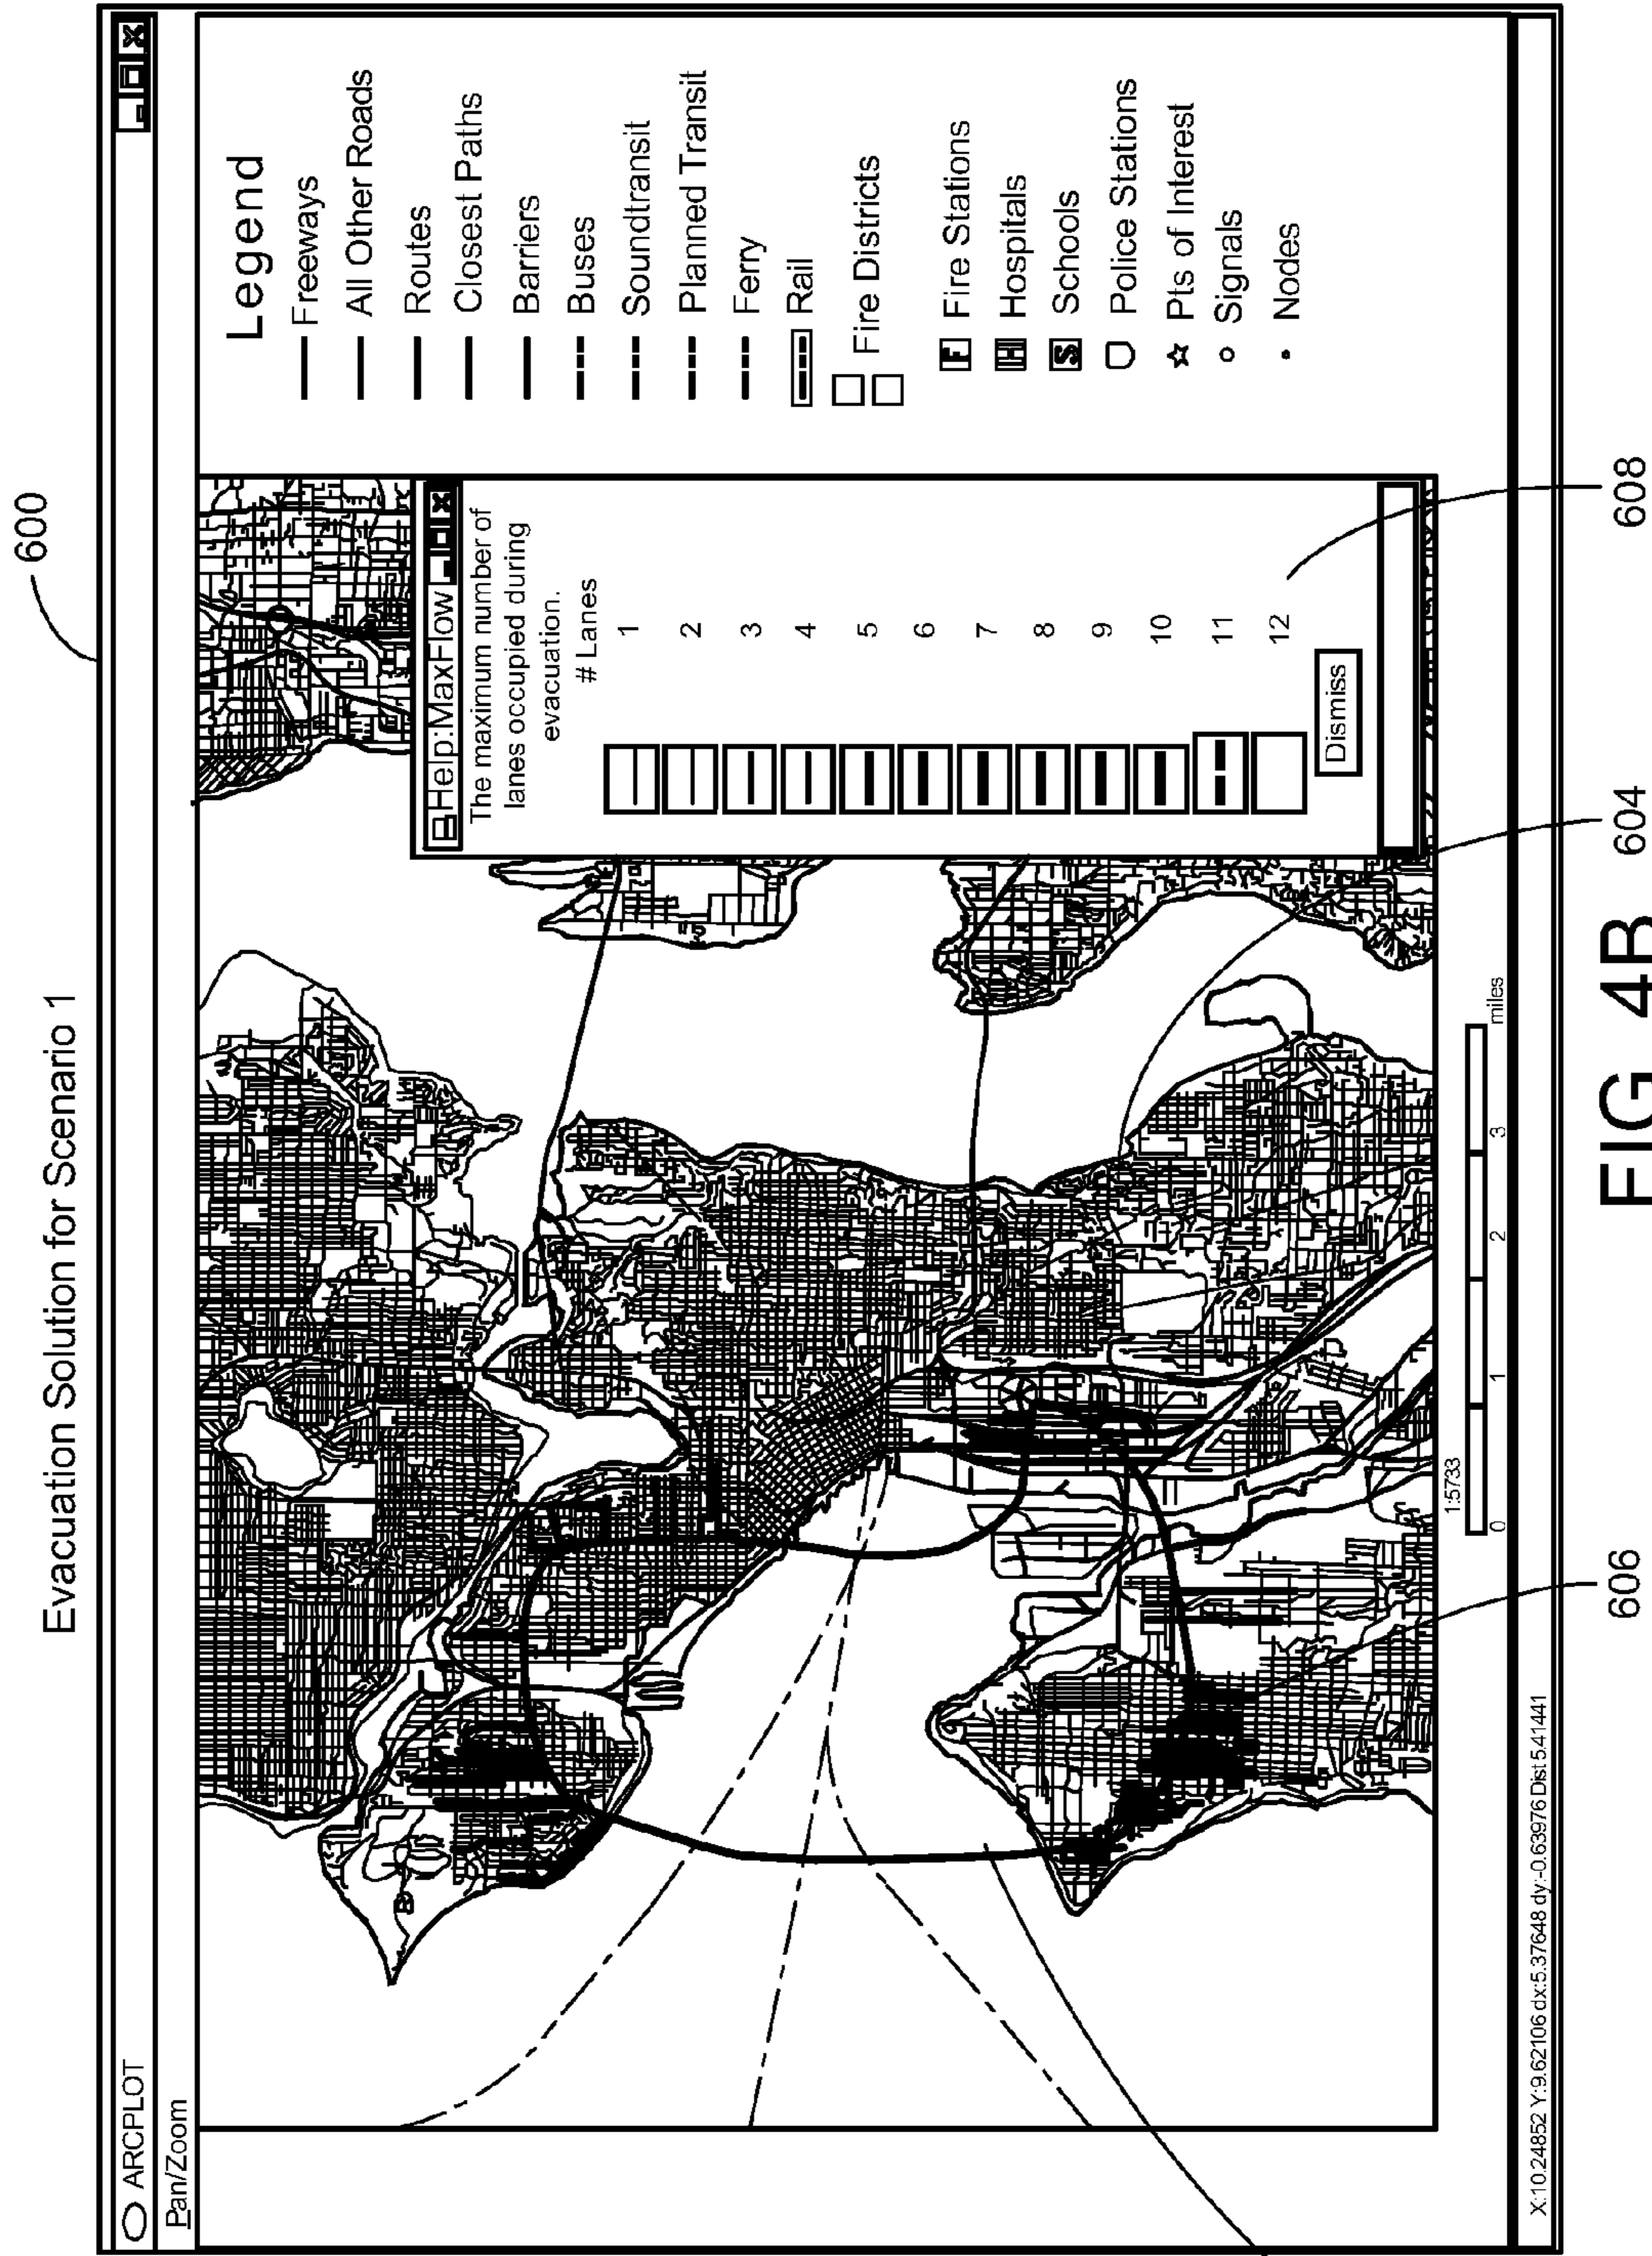 Evacuation Solution for Scenario 1
600
ARCPLOT
Pan/Zoom
Legend
Freeways
All Other Roads
Routes
Closest Paths
Barriers
Buses
Soundtransit
Planned Transit
Ferry
Rail
Fire Districts
F Fire Stations
H Hospitals
S Schools
Police Stations
Pts of Interest
Signals
Nodes
Help:MaxFlow
The maximum number of
lanes occupied during
evacuation.
# Lanes
1
2
3
4
5
6
7
8
9
10
11
12
Dismiss
1:5733
0 1 2 3 miles
X:10.24852 Y:9.62106 dx:5.37648 dy:-0.63976 Dist 5.41441
606
604
608
FIG 4B